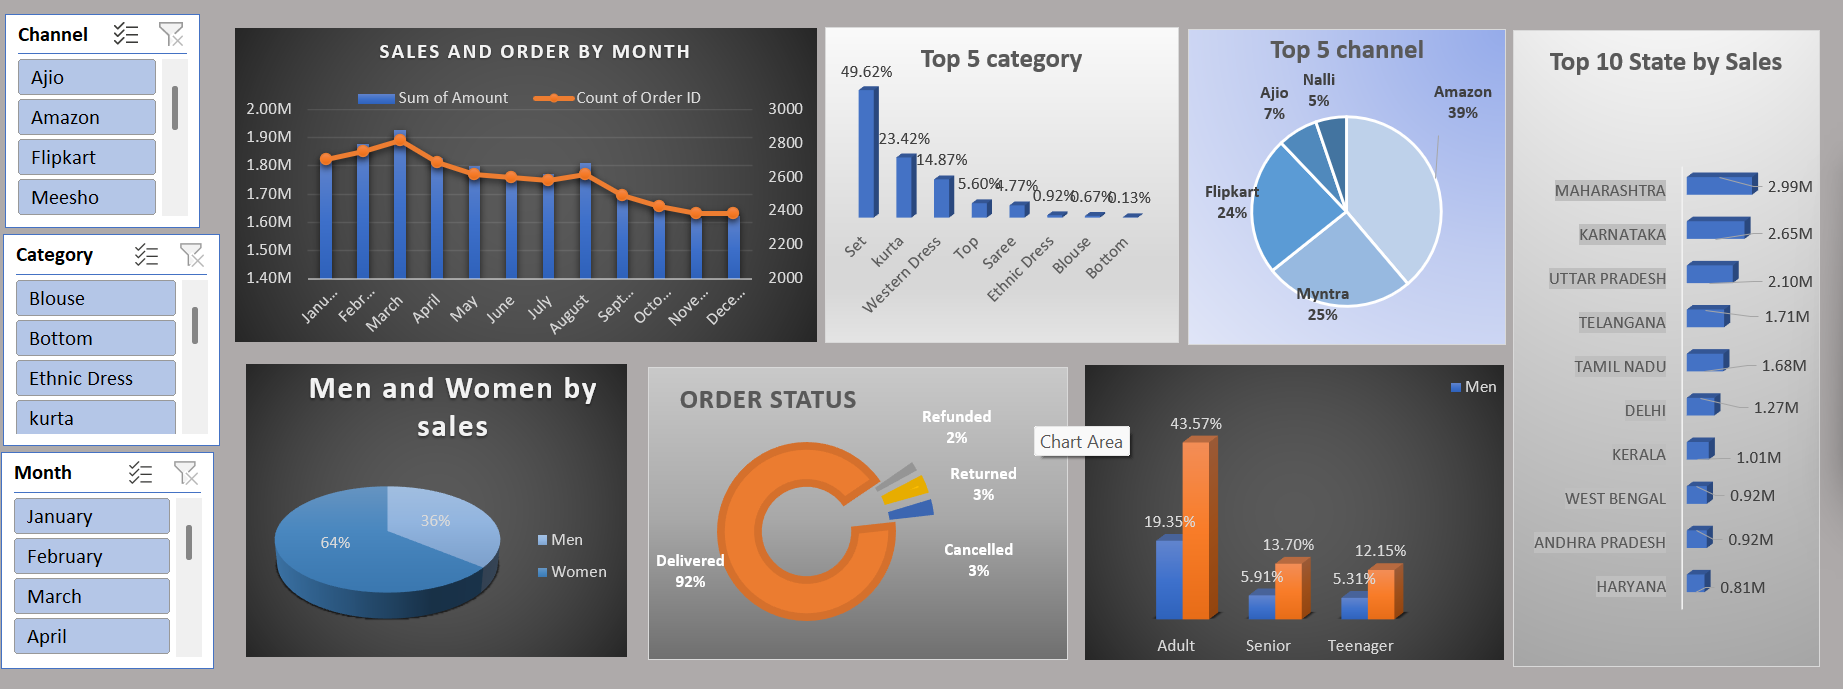 Channel
Ajio
Amazon
Flipkart
Meesho
Category
Blouse
Bottom
Ethnic Dress
kurta
Month
January
February
March
April
SALES AND ORDER BY MONTH
Sum of Amount
Count of Order ID
2.00M
1.90M
1.80M
1.70M
1.60M
1.50M
1.40M
3000
2800
2600
2400
2200
2000
Janu...
Febr...
March
April
May
June
July
August
Sept...
Octo...
Nove...
Dece...
Top 5 category
49.62%
23.42%
14.87%
5.60%
4.77%
0.92%
0.67%
0.13%
Set
kurta
Western Dress
Top
Saree
Ethnic Dress
Blouse
Bottom
Top 5 channel
Nalli
5%
Ajio
7%
Amazon
39%
Flipkart
24%
Myntra
25%
Top 10 State by Sales
MAHARASHTRA 2.99M
KARNATAKA 2.65M
UTTAR PRADESH 2.10M
TELANGANA 1.71M
TAMIL NADU 1.68M
DELHI 1.27M
KERALA 1.01M
WEST BENGAL 0.92M
ANDHRA PRADESH 0.92M
HARYANA 0.81M
Men and Women by
sales
36%
64%
Men
Women
ORDER STATUS
Refunded
2%
Returned
3%
Cancelled
3%
Delivered
92%
Chart Area
Men
43.57%
19.35%
13.70%
5.91%
12.15%
5.31%
Adult
Senior
Teenager